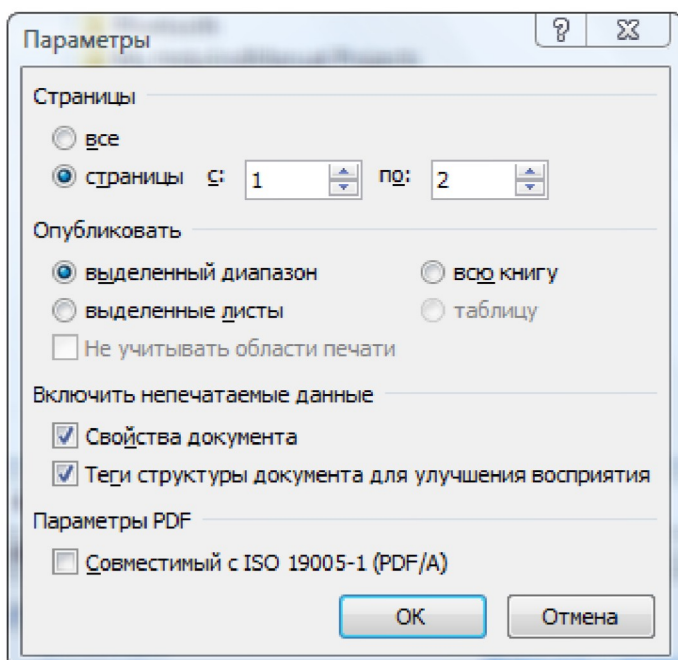 Параметры
Страницы
все
страницы с: 1 по: 2
Опубликовать
выделенный диапазон всю книгу
выделенные листы таблицу
Не учитывать области печати
Включить непечатаемые данные
Свойства документа
Теги структуры документа для улучшения восприятия
Параметры PDF
Совместимый с ISO 19005-1 (PDF/A)
ОК Отмена